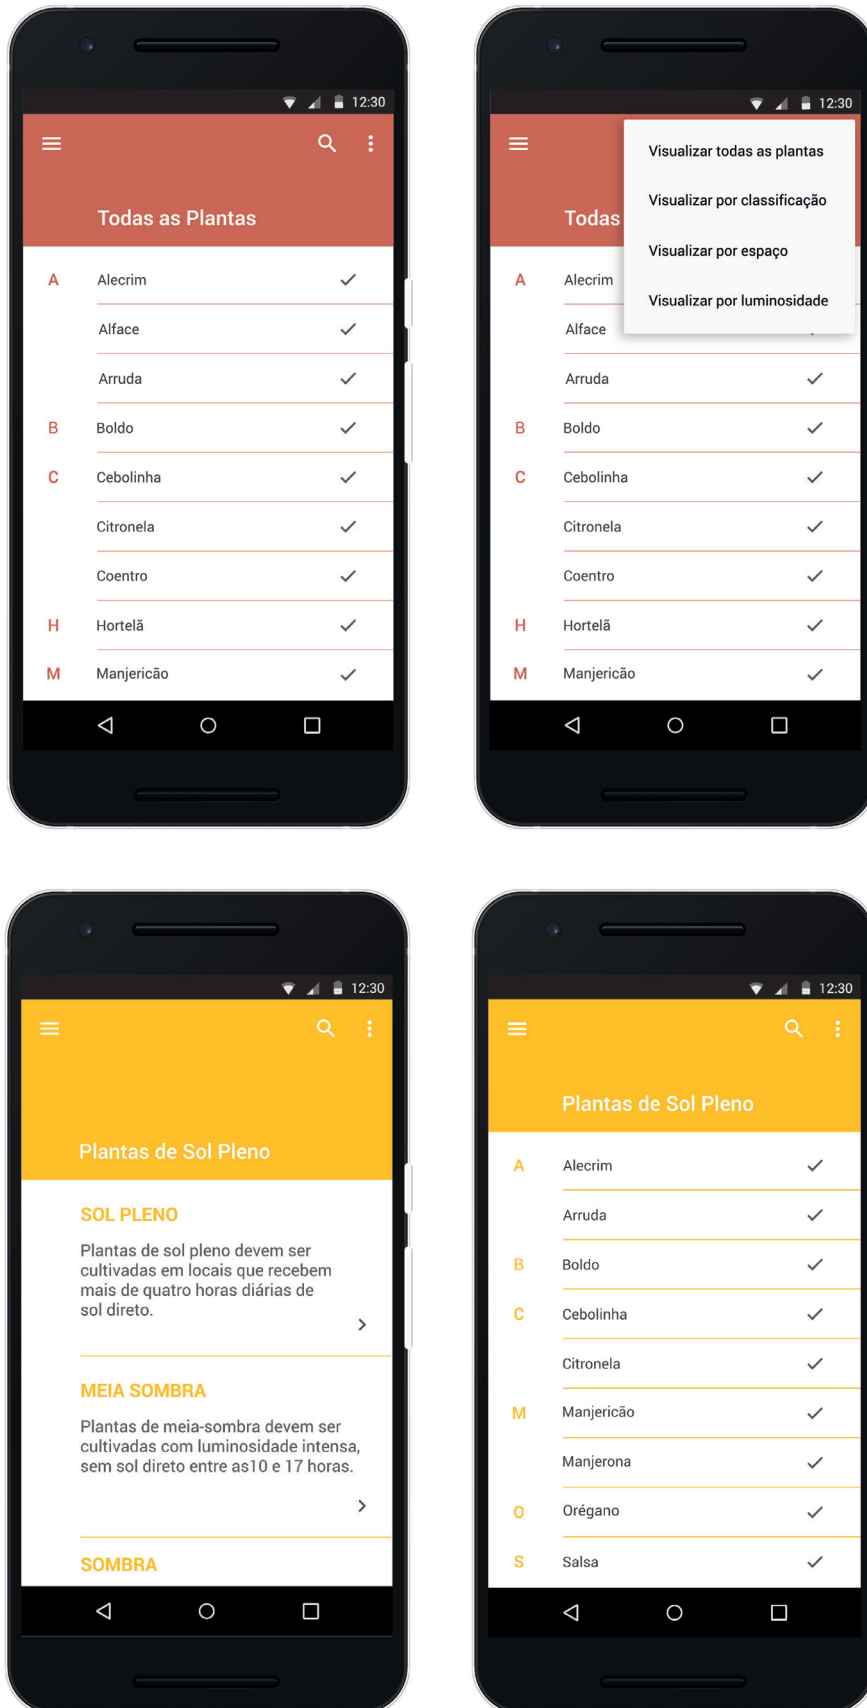 12:30
Todas as Plantas
A Alecrim
Alface
Arruda
B Boldo
C Cebolinha
Citronela
Coentro
H Hortelã
M Manjericão
12:30
Visualizar todas as plantas
Visualizar por classificação
Visualizar por espaço
Visualizar por luminosidade
Todas
A Alecrim
Alface
Arruda
B Boldo
C Cebolinha
Citronela
Coentro
H Hortelã
M Manjericão
12:30
Plantas de Sol Pleno
SOL PLENO
Plantas de sol pleno devem ser
cultivadas em locais que recebem
mais de quatro horas diárias de
sol direto.
MEIA SOMBRA
Plantas de meia-sombra devem ser
cultivadas com luminosidade intensa,
sem sol direto entre as10 e 17 horas.
SOMBRA
12:30
Plantas de Sol Pleno
A Alecrim
Arruda
B Boldo
C Cebolinha
Citronela
M Manjericão
Manjerona
O Orégano
S Salsa